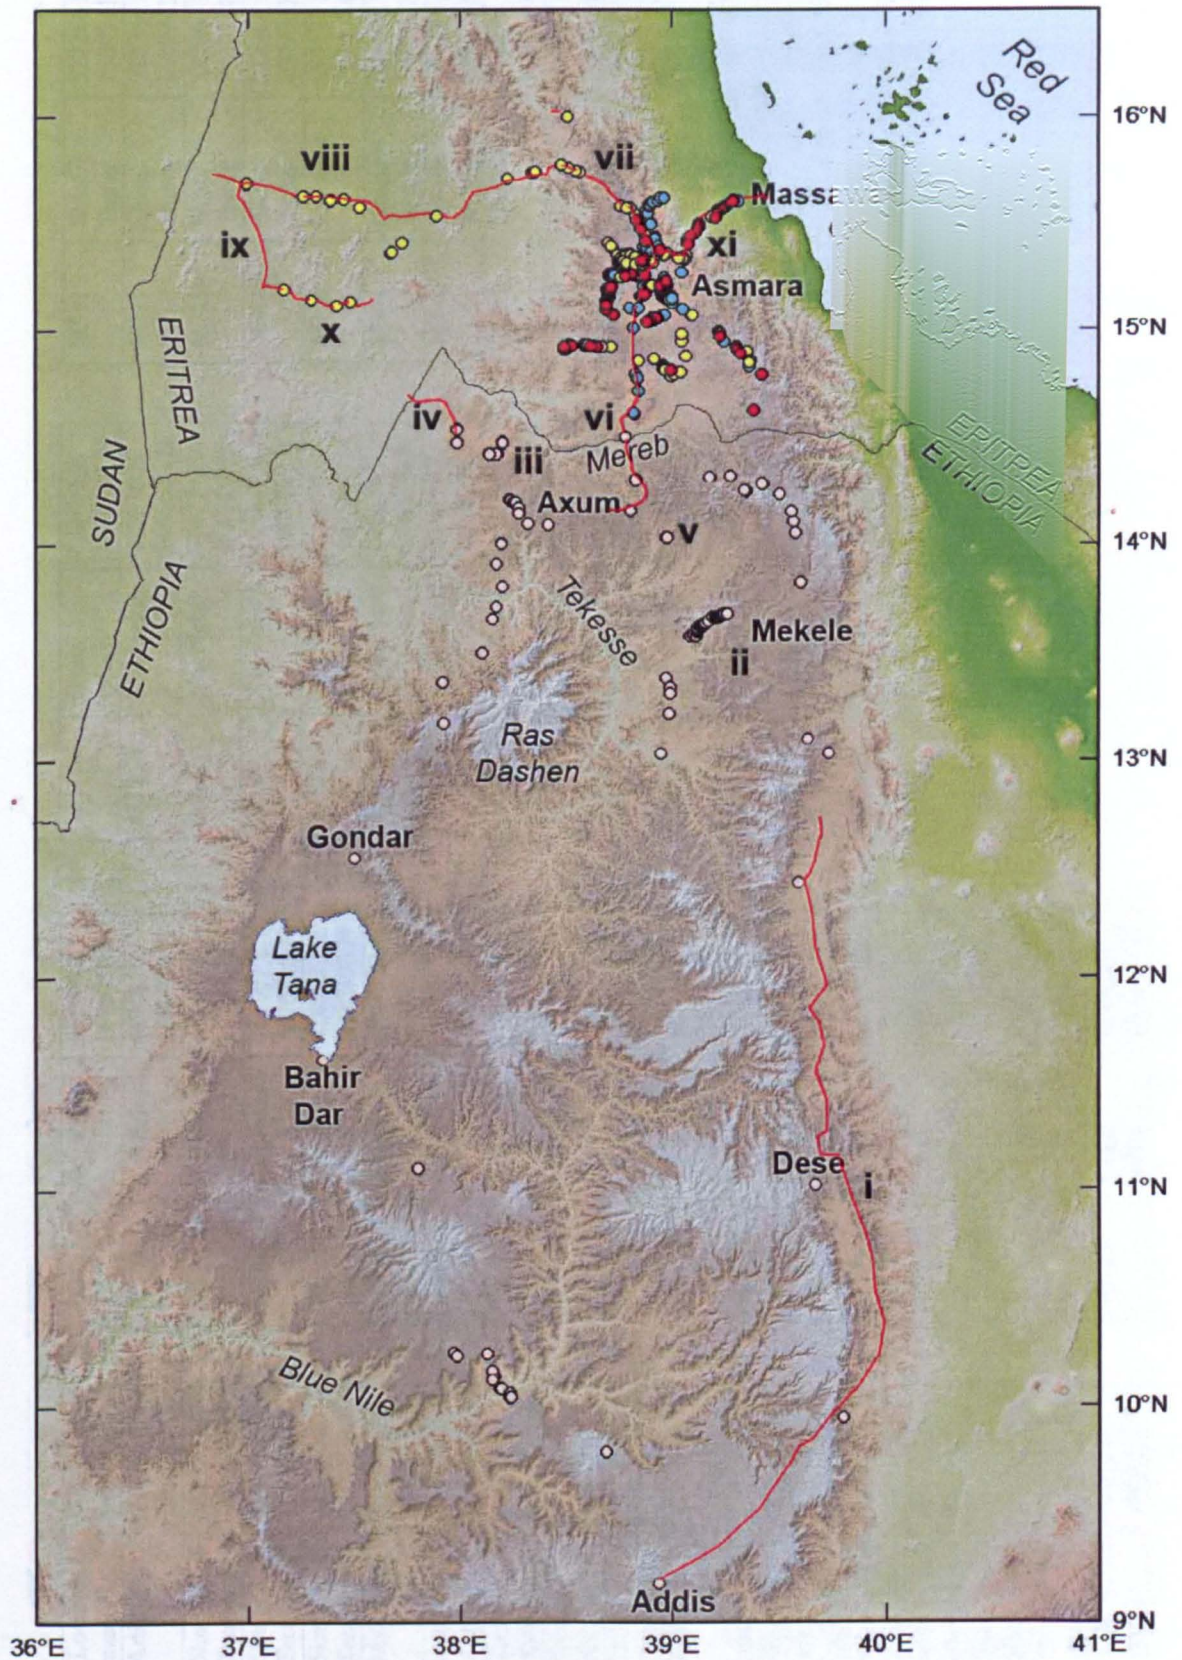 Red
Sea
16°N
viii
vii
Massawa
ix
xi
Asmara
x
15°N
ERITREA
iv
vi
iii
Mereb
ERITREA
ETHIOPIA
SUDAN
Axum
v
14°N
ETHIOPIA
Tekesse
Mekele
ii
Ras
Dashen
13°N
Gondar
Lake
Tana
12°N
Bahir
Dar
Dese
i
11°N
Blue Nile
10°N
Addis
9°N
36°E
37°E
38°E
39°E
40°E
41°E